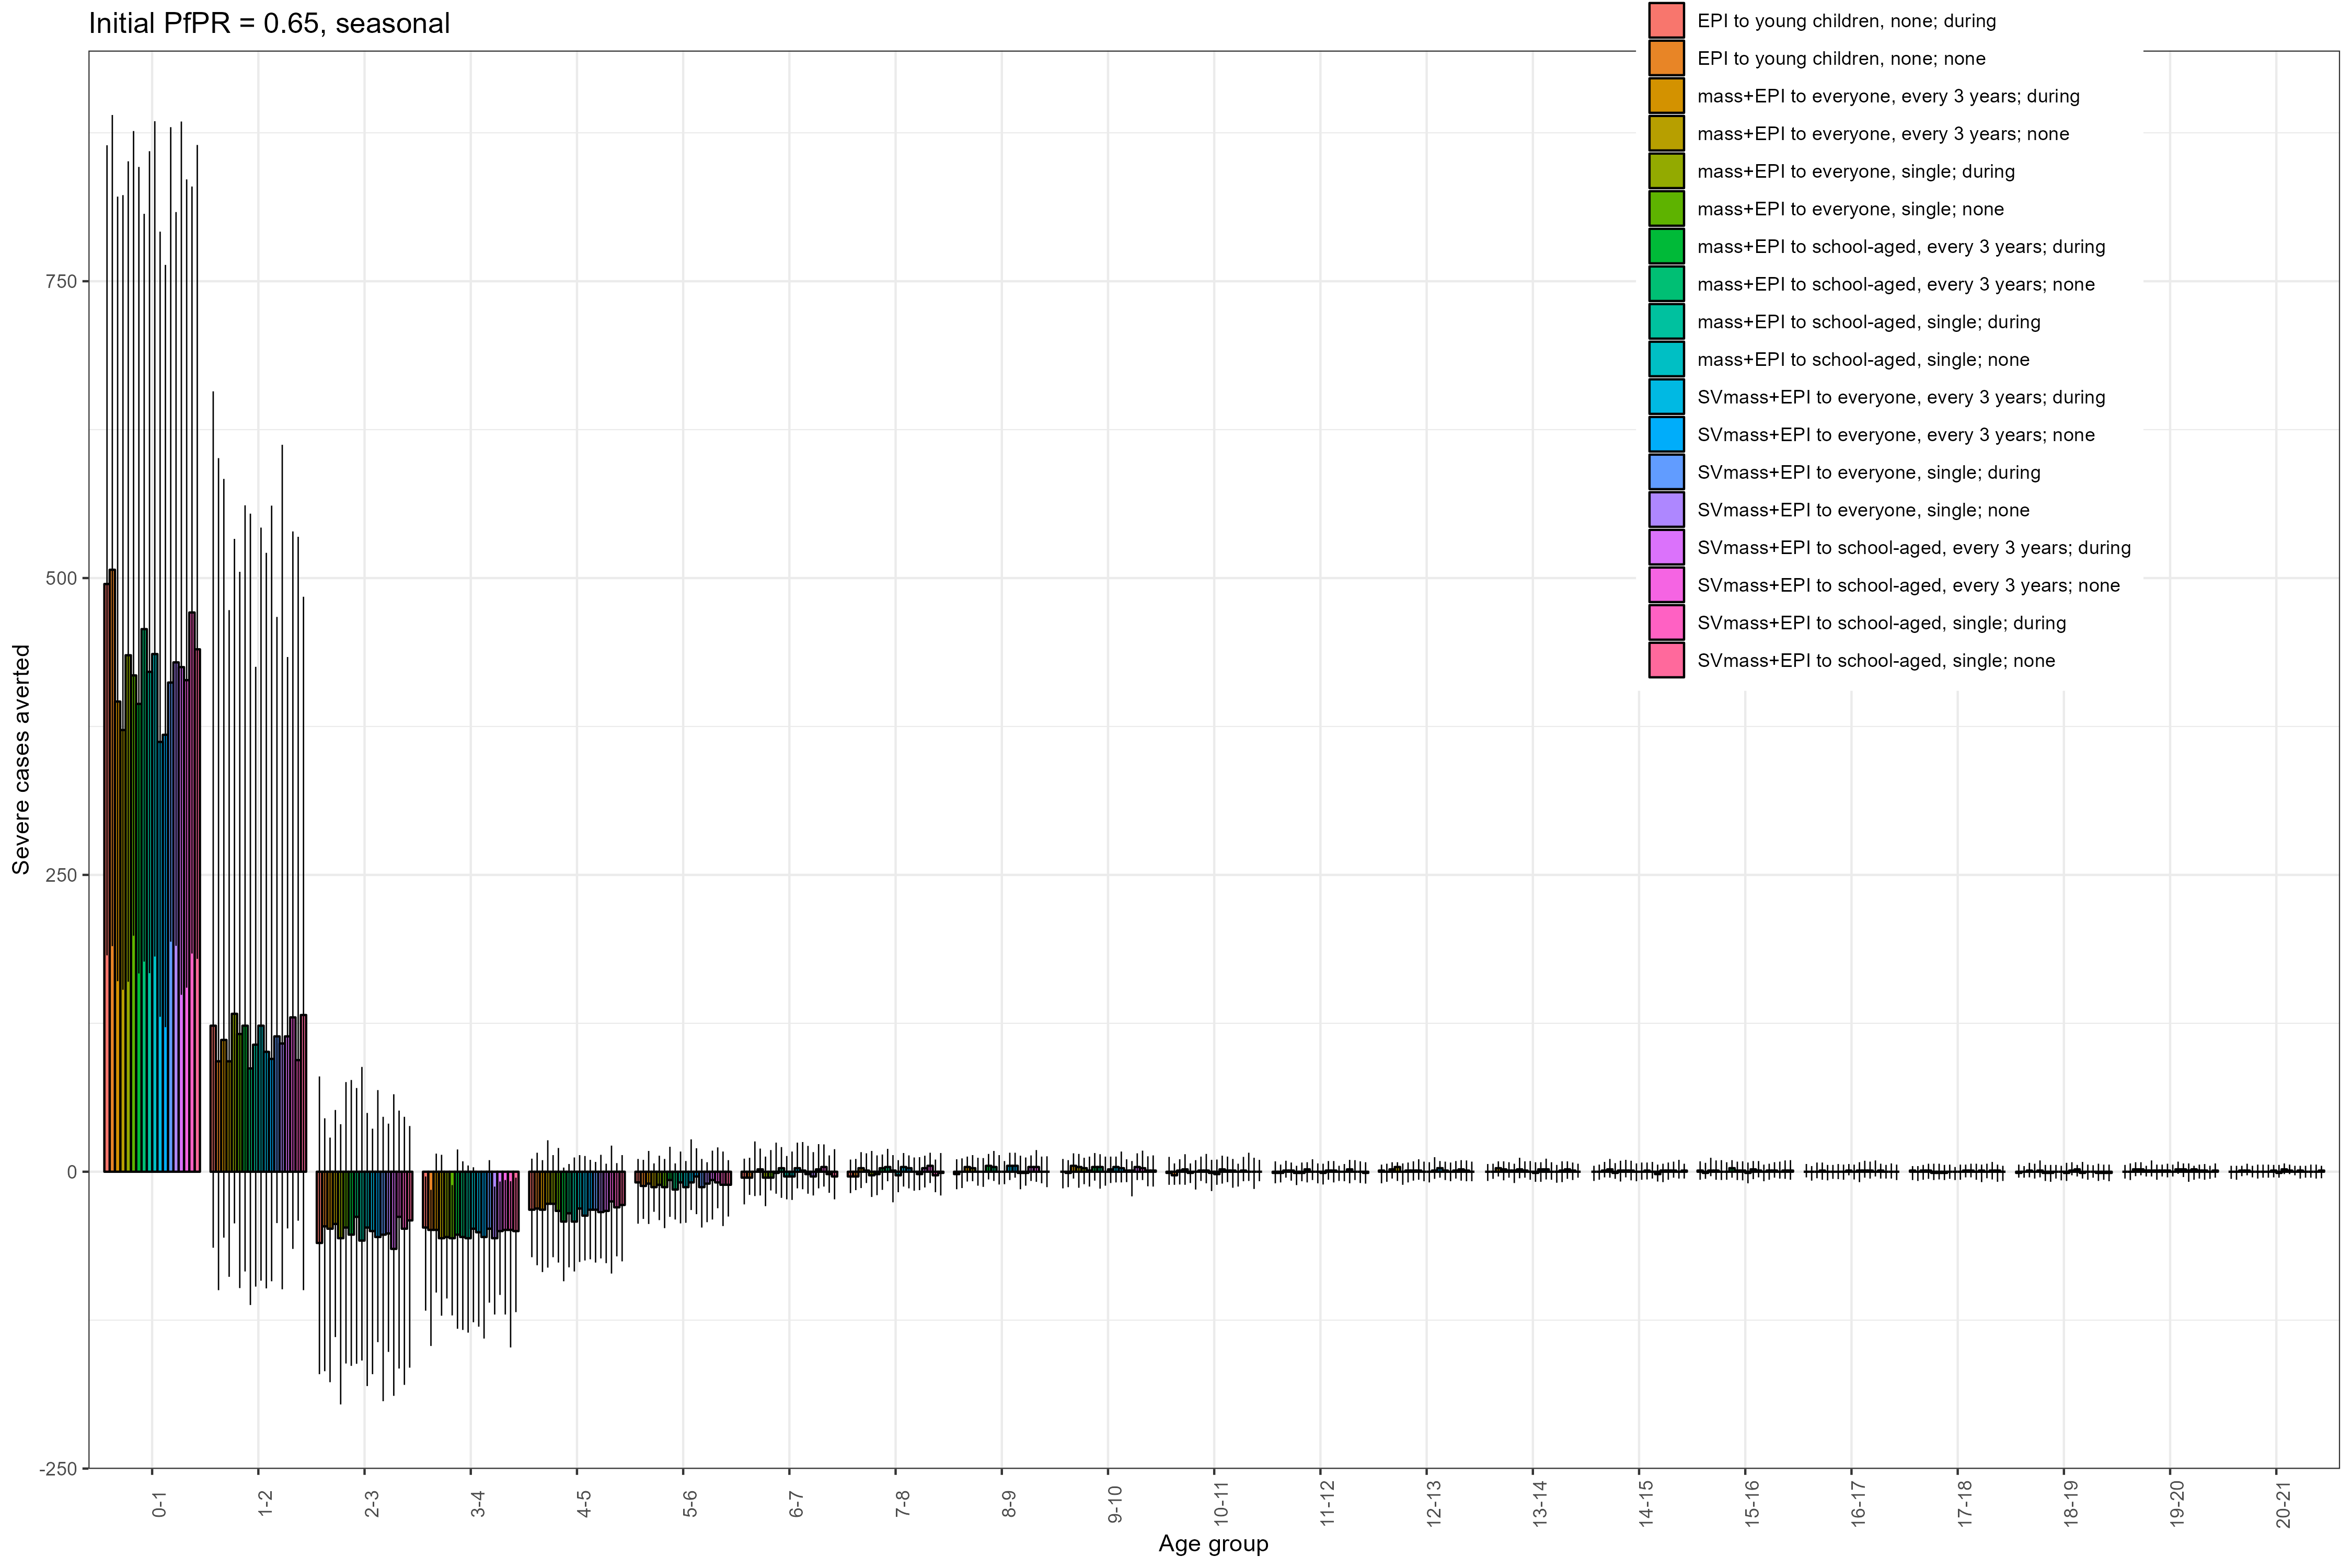 Initial PfPR = 0.65, seasonal
EPI to young children, none; during
EPI to young children, none; none
mass+EPI to everyone, every 3 years; during
mass+EPI to everyone, every 3 years; none
mass+EPI to everyone, single; during
mass+EPI to everyone, single; none
mass+EPI to school-aged, every 3 years; during
mass+EPI to school-aged, every 3 years; none
mass+EPI to school-aged, single; during
mass+EPI to school-aged, single; none
SVmass+EPI to everyone, every 3 years; during
SVmass+EPI to everyone, every 3 years; none
SVmass+EPI to everyone, single; during
SVmass+EPI to everyone, single; none
SVmass+EPI to school-aged, every 3 years; during
SVmass+EPI to school-aged, every 3 years; none
SVmass+EPI to school-aged, single; during
SVmass+EPI to school-aged, single; none
Severe cases averted
750
500
250
0
-250
0-1
1-2
2-3
3-4
4-5
5-6
6-7
7-8
8-9
9-10
10-11
11-12
12-13
13-14
14-15
15-16
16-17
17-18
18-19
19-20
20-21
Age group